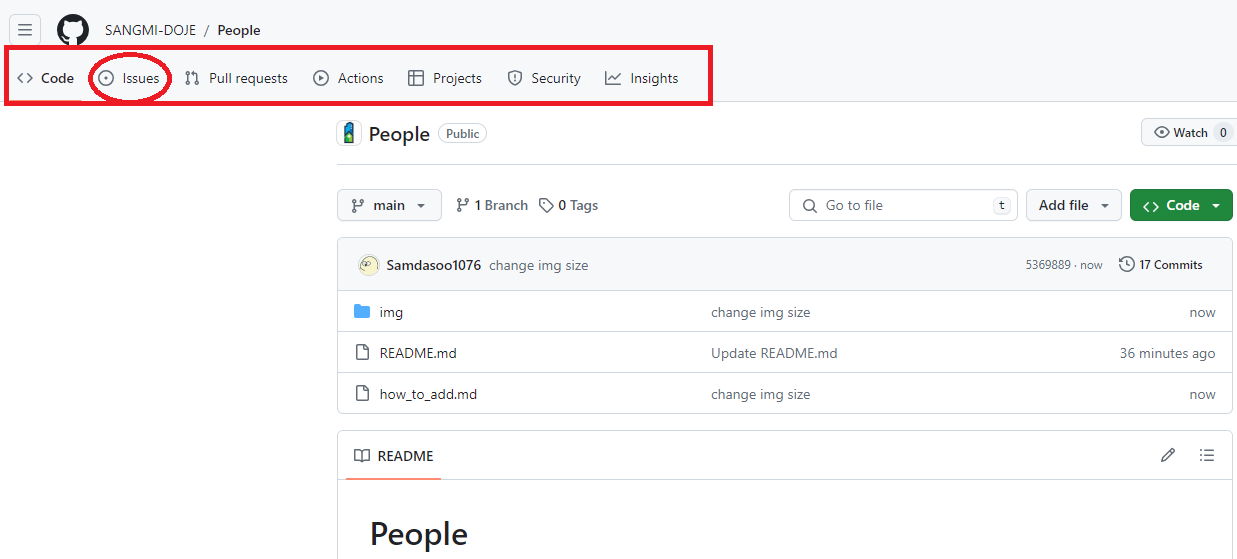 SANGMI-DOJE / People
Code Issues Pull requests Actions Projects Security Insights
People Public Watch 0
main 1 Branch 0 Tags Go to file t Add file Code
Samdasoo1076 change img size 5369889 · now 17 Commits
img change img size now
README.md Update README.md 36 minutes ago
how_to_add.md change img size now
README
People